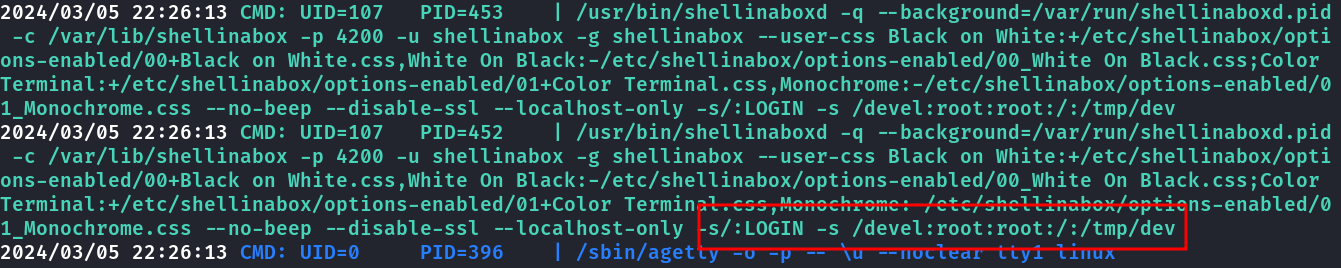 2024/03/05 22:26:13 CMD: UID=107   PID=453    | /usr/bin/shellinaboxd -q --background=/var/run/shellinaboxd.pid
 -c /var/lib/shellinabox -p 4200 -u shellinabox -g shellinabox --user-css Black on White:+/etc/shellinabox/opti
ons-enabled/00+Black on White.css,White On Black:-/etc/shellinabox/options-enabled/00_White On Black.css;Color
Terminal:+/etc/shellinabox/options-enabled/01+Color Terminal.css,Monochrome:-/etc/shellinabox/options-enabled/0
1_Monochrome.css --no-beep --disable-ssl --localhost-only -s/:LOGIN -s /devel:root:root:/:/tmp/dev
2024/03/05 22:26:13 CMD: UID=107   PID=452    | /usr/bin/shellinaboxd -q --background=/var/run/shellinaboxd.pid
 -c /var/lib/shellinabox -p 4200 -u shellinabox -g shellinabox --user-css Black on White:+/etc/shellinabox/opti
ons-enabled/00+Black on White.css,White On Black:-/etc/shellinabox/options-enabled/00_White On Black.css;Color
Terminal:+/etc/shellinabox/options-enabled/01+Color Terminal.css,Monochrome:-/etc/shellinabox/options-enabled/0
1_Monochrome.css --no-beep --disable-ssl --localhost-only -s/:LOGIN -s /devel:root:root:/:/tmp/dev
2024/03/05 22:26:13 CMD: UID=0     PID=396    | /sbin/agetty -o -p -- \u --noclear tty1 linux